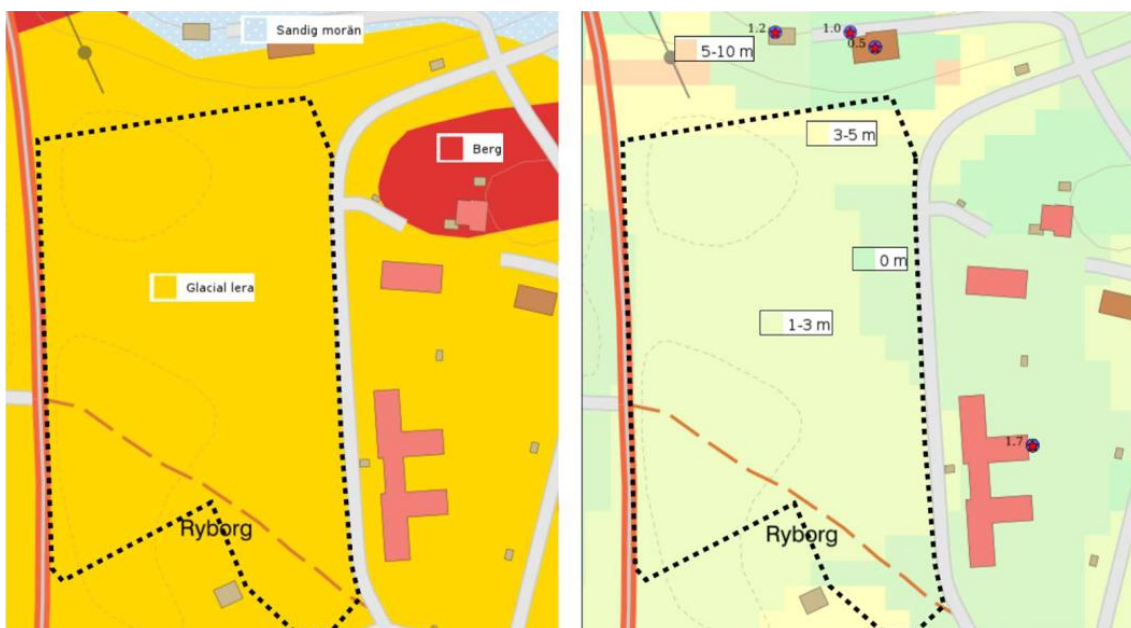 Sandig morän
Berg
Glacial lera
Ryborg
1.2
1.0
0.5
5-10 m
3-5 m
0 m
1-3 m
1.7
Ryborg